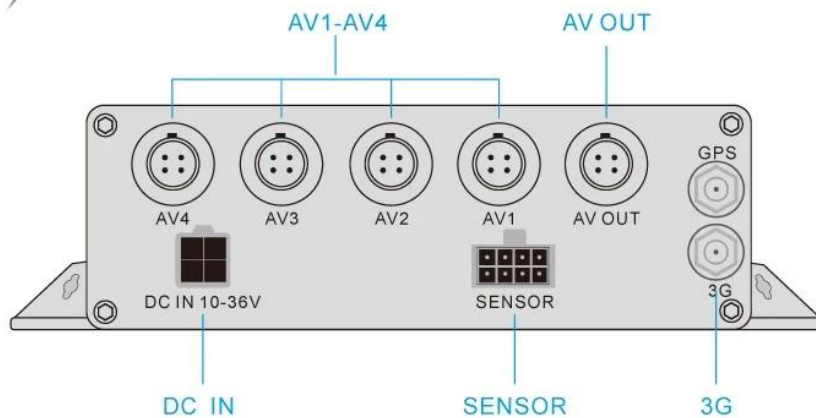 AV1-AV4 AV OUT
GPS
AV4 AV3 AV2 AV1 AV OUT
3G
DC IN 10-36V SENSOR
DC IN SENSOR 3G